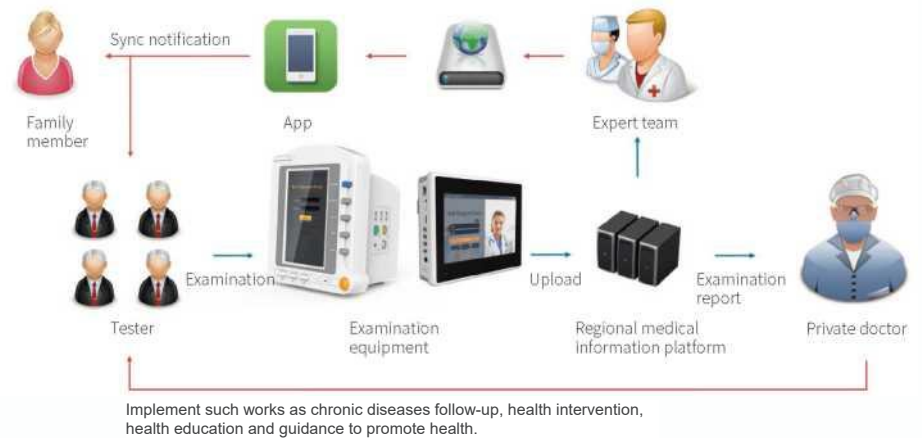 Sync notification
Family
member
App
Expert team
Examination
Upload
Examination
report
Tester
Examination
equipment
Regional medical
information platform
Private doctor
Implement such works as chronic diseases follow-up, health intervention,
health education and guidance to promote health.